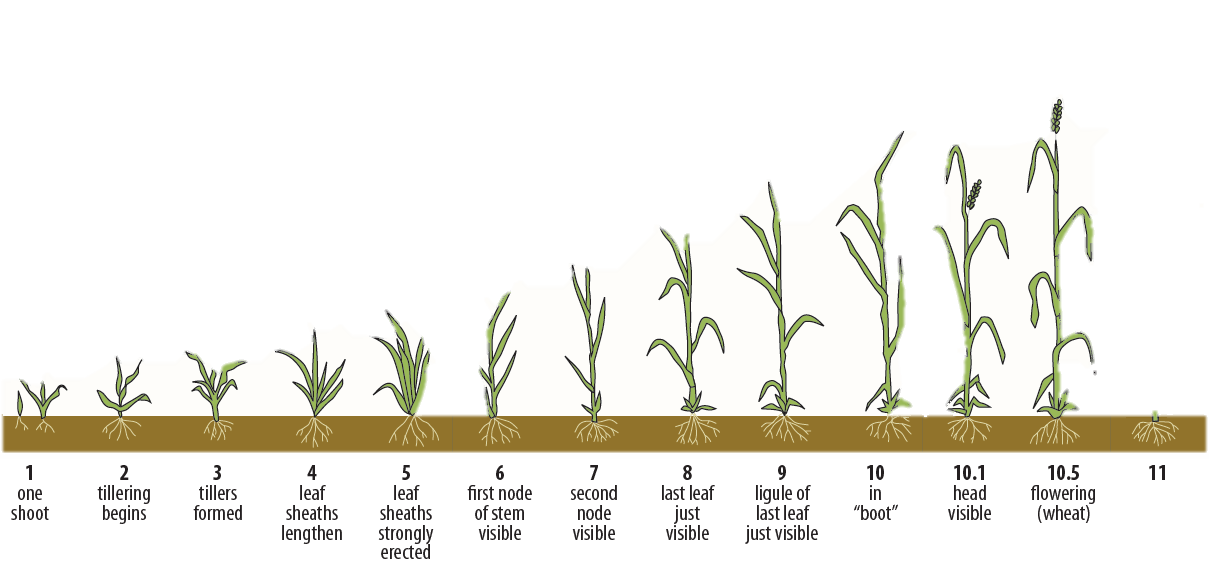 1
one
shoot
2
tillering
begins
3
tillers
formed
4
leaf
sheaths
lengthen
5
leaf
sheaths
strongly
erected
6
first node
of stem
visible
7
second
node
visible
8
last leaf
just
visible
9
ligule of
last leaf
just visible
10
in
“boot”
10.1
head
visible
10.5
flowering
(wheat)
11